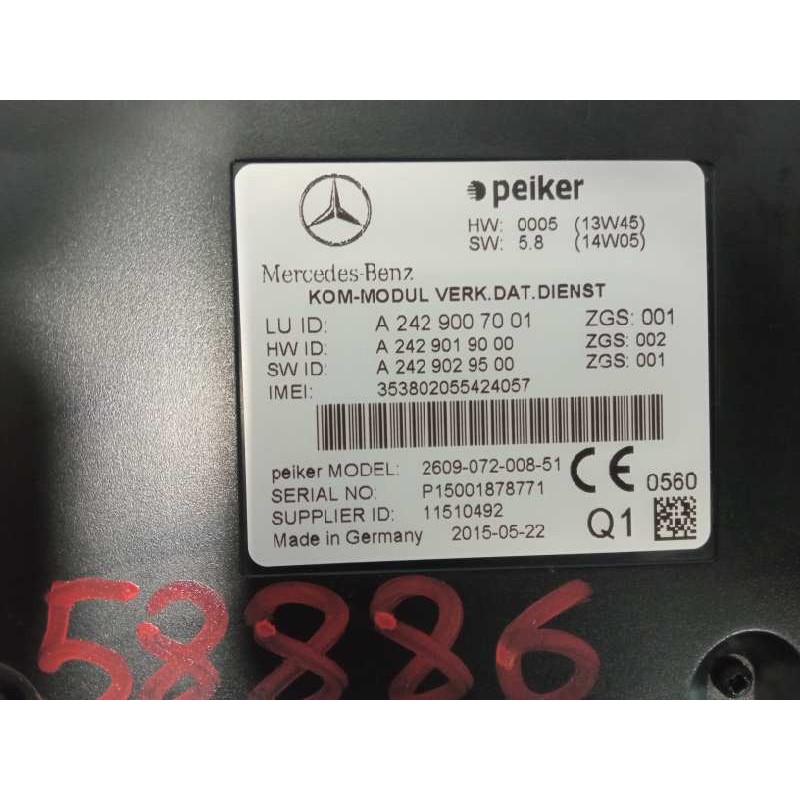 peiker
HW: 0005 (13W45)
SW: 5.8 (14W05)
Mercedes-Benz
KOM-MODUL VERK.DAT.DIENST
LU ID: A 242 900 70 01 ZGS: 001
HW ID: A 242 901 90 00 ZGS: 002
SW ID: A 242 902 95 00 ZGS: 001
IMEI: 353802055424057
peiker MODEL: 2609-072-008-51
SERIAL NO: P15001878771
SUPPLIER ID: 11510492
Made in Germany 2015-05-22
CE 0560
Q1
58886